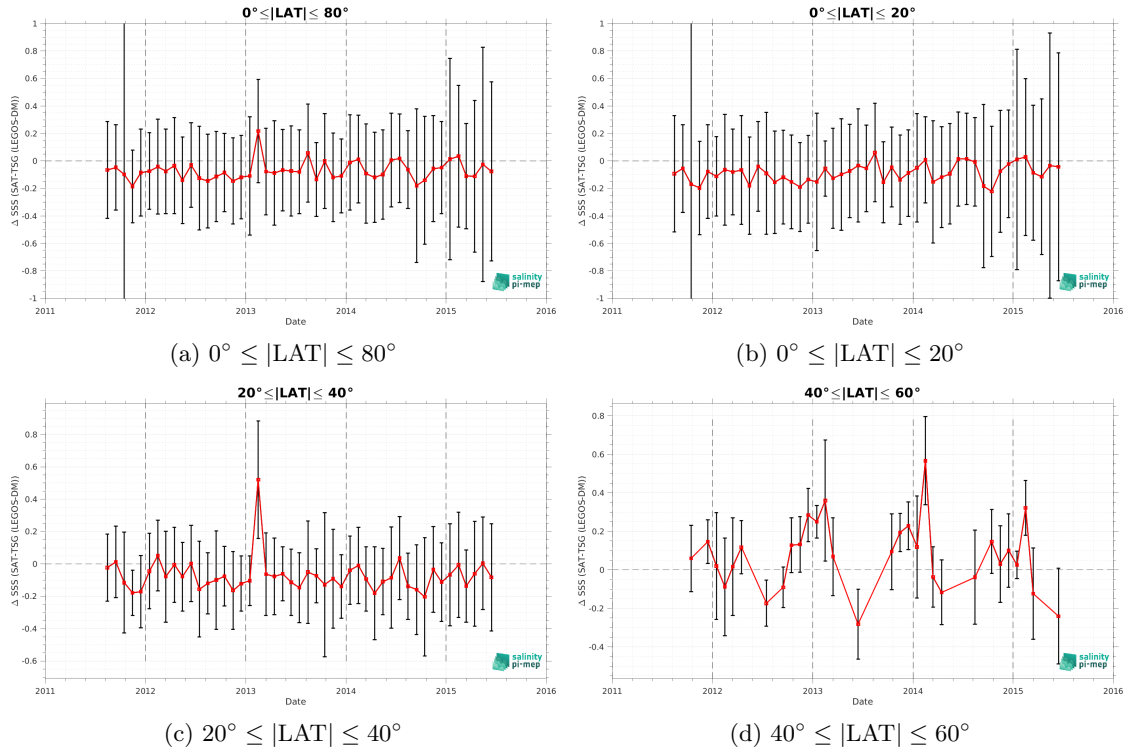 0°≤|LAT|≤ 80°
Δ SSS (SAT-TSG (LEGOS-DM))
1
0.8
0.6
0.4
0.2
0
-0.2
-0.4
-0.6
-0.8
-1
2011
2012
2013
2014
2015
2016
Date
salinity
pi-mep
(a) 0° ≤ |LAT| ≤ 80°
0°≤|LAT|≤ 20°
Δ SSS (SAT-TSG (LEGOS-DM))
1
0.8
0.6
0.4
0.2
0
-0.2
-0.4
-0.6
-0.8
-1
2011
2012
2013
2014
2015
2016
Date
salinity
pi-mep
(b) 0° ≤ |LAT| ≤ 20°
20°≤|LAT|≤ 40°
Δ SSS (SAT-TSG (LEGOS-DM))
0.8
0.6
0.4
0.2
0
-0.2
-0.4
-0.6
2011
2012
2013
2014
2015
2016
Date
salinity
pi-mep
(c) 20° ≤ |LAT| ≤ 40°
40°≤|LAT|≤ 60°
Δ SSS (SAT-TSG (LEGOS-DM))
0.8
0.6
0.4
0.2
0
-0.2
-0.4
2011
2012
2013
2014
2015
2016
Date
salinity
pi-mep
(d) 40° ≤ |LAT| ≤ 60°